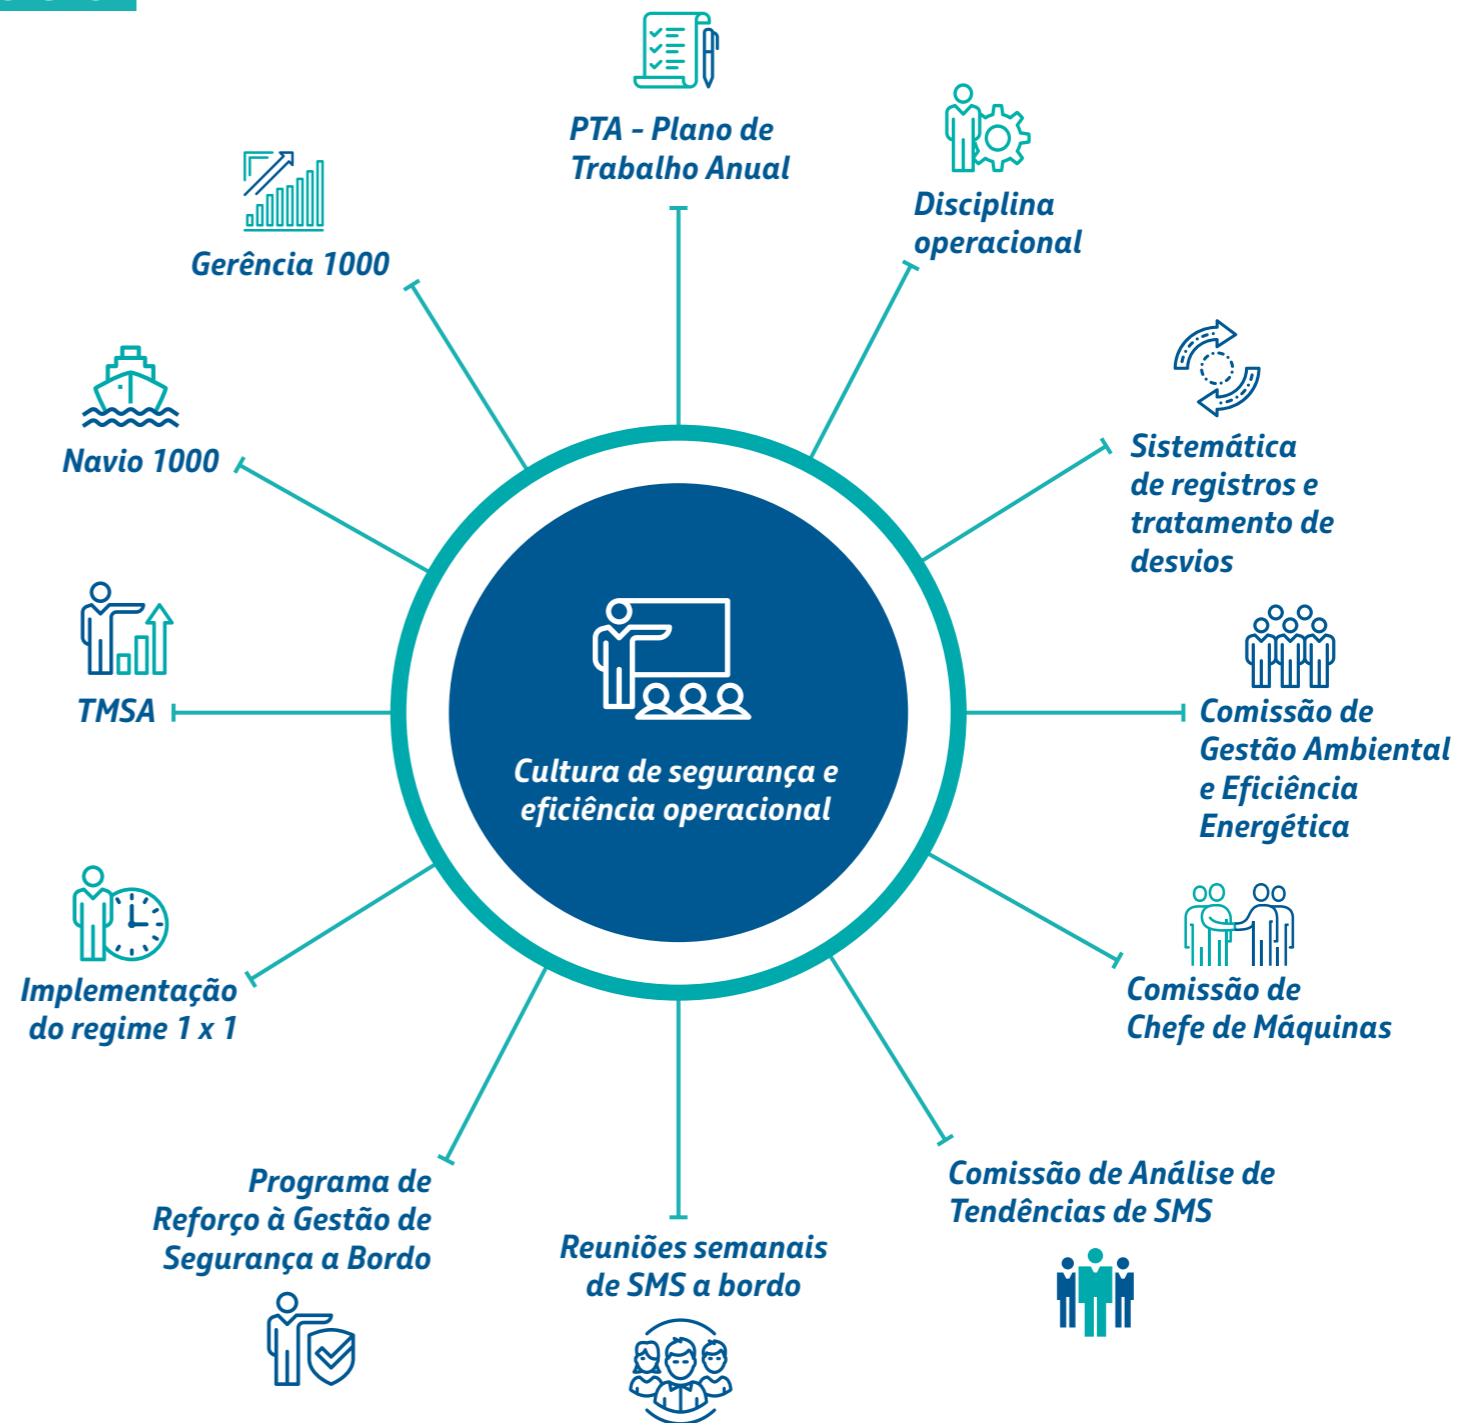 PTA - Plano de
Trabalho Anual
Disciplina
operacional
Sistemática
de registros e
tratamento de
desvios
Comissão de
Gestão Ambiental
e Eficiência
Energética
Comissão de
Chefe de Máquinas
Comissão de Análise de
Tendências de SMS
Reuniões semanais
de SMS a bordo
Programa de
Reforço à Gestão de
Segurança a Bordo
Implementação
do regime 1 x 1
TMSA
Navio 1000
Gerência 1000
Cultura de segurança e
eficiência operacional